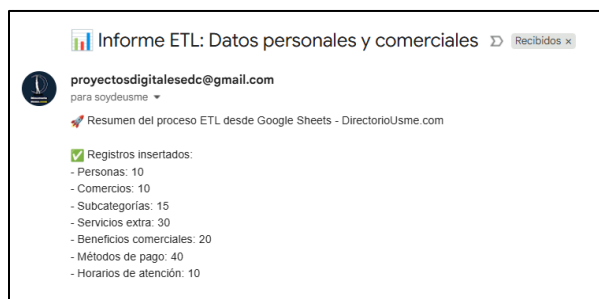 📊 Informe ETL: Datos personales y comerciales Recibidos ×
proyectosdigitalesedc@gmail.com
para soydeusme
🚀 Resumen del proceso ETL desde Google Sheets - DirectorioUsme.com
✅ Registros insertados:
- Personas: 10
- Comercios: 10
- Subcategorías: 15
- Servicios extra: 30
- Beneficios comerciales: 20
- Métodos de pago: 40
- Horarios de atención: 10